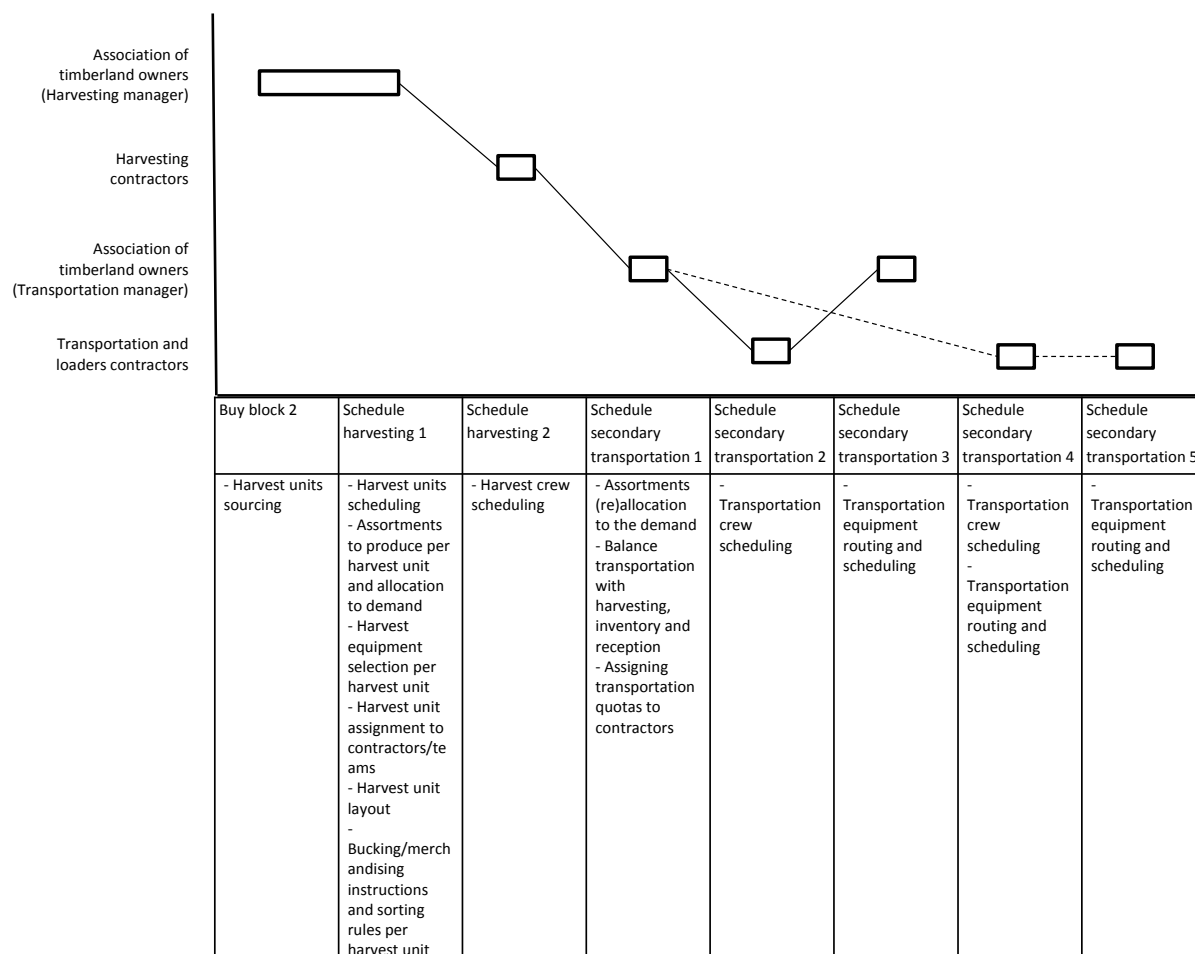 Association of
timberland owners
(Harvesting manager)
Harvesting
contractors
Association of
timberland owners
(Transportation manager)
Transportation and
loaders contractors
Buy block 2
Schedule
harvesting 1
Schedule
harvesting 2
Schedule
secondary
transportation 1
Schedule
secondary
transportation 2
Schedule
secondary
transportation 3
Schedule
secondary
transportation 4
Schedule
secondary
transportation 5
- Harvest units
sourcing
- Harvest units
scheduling
- Assortments
to produce per
harvest unit
and allocation
to demand
- Harvest
equipment
selection per
harvest unit
- Harvest unit
assignment to
contractors/te
ams
- Harvest unit
layout
-
Bucking/merch
andising
instructions
and sorting
rules per
harvest unit
- Harvest crew
scheduling
- Assortments
(re)allocation
to the demand
- Balance
transportation
with
harvesting,
inventory and
reception
- Assigning
transportation
quotas to
contractors
-
Transportation
crew
scheduling
-
Transportation
equipment
routing and
scheduling
-
Transportation
crew
scheduling
-
Transportation
equipment
routing and
scheduling
-
Transportation
equipment
routing and
scheduling